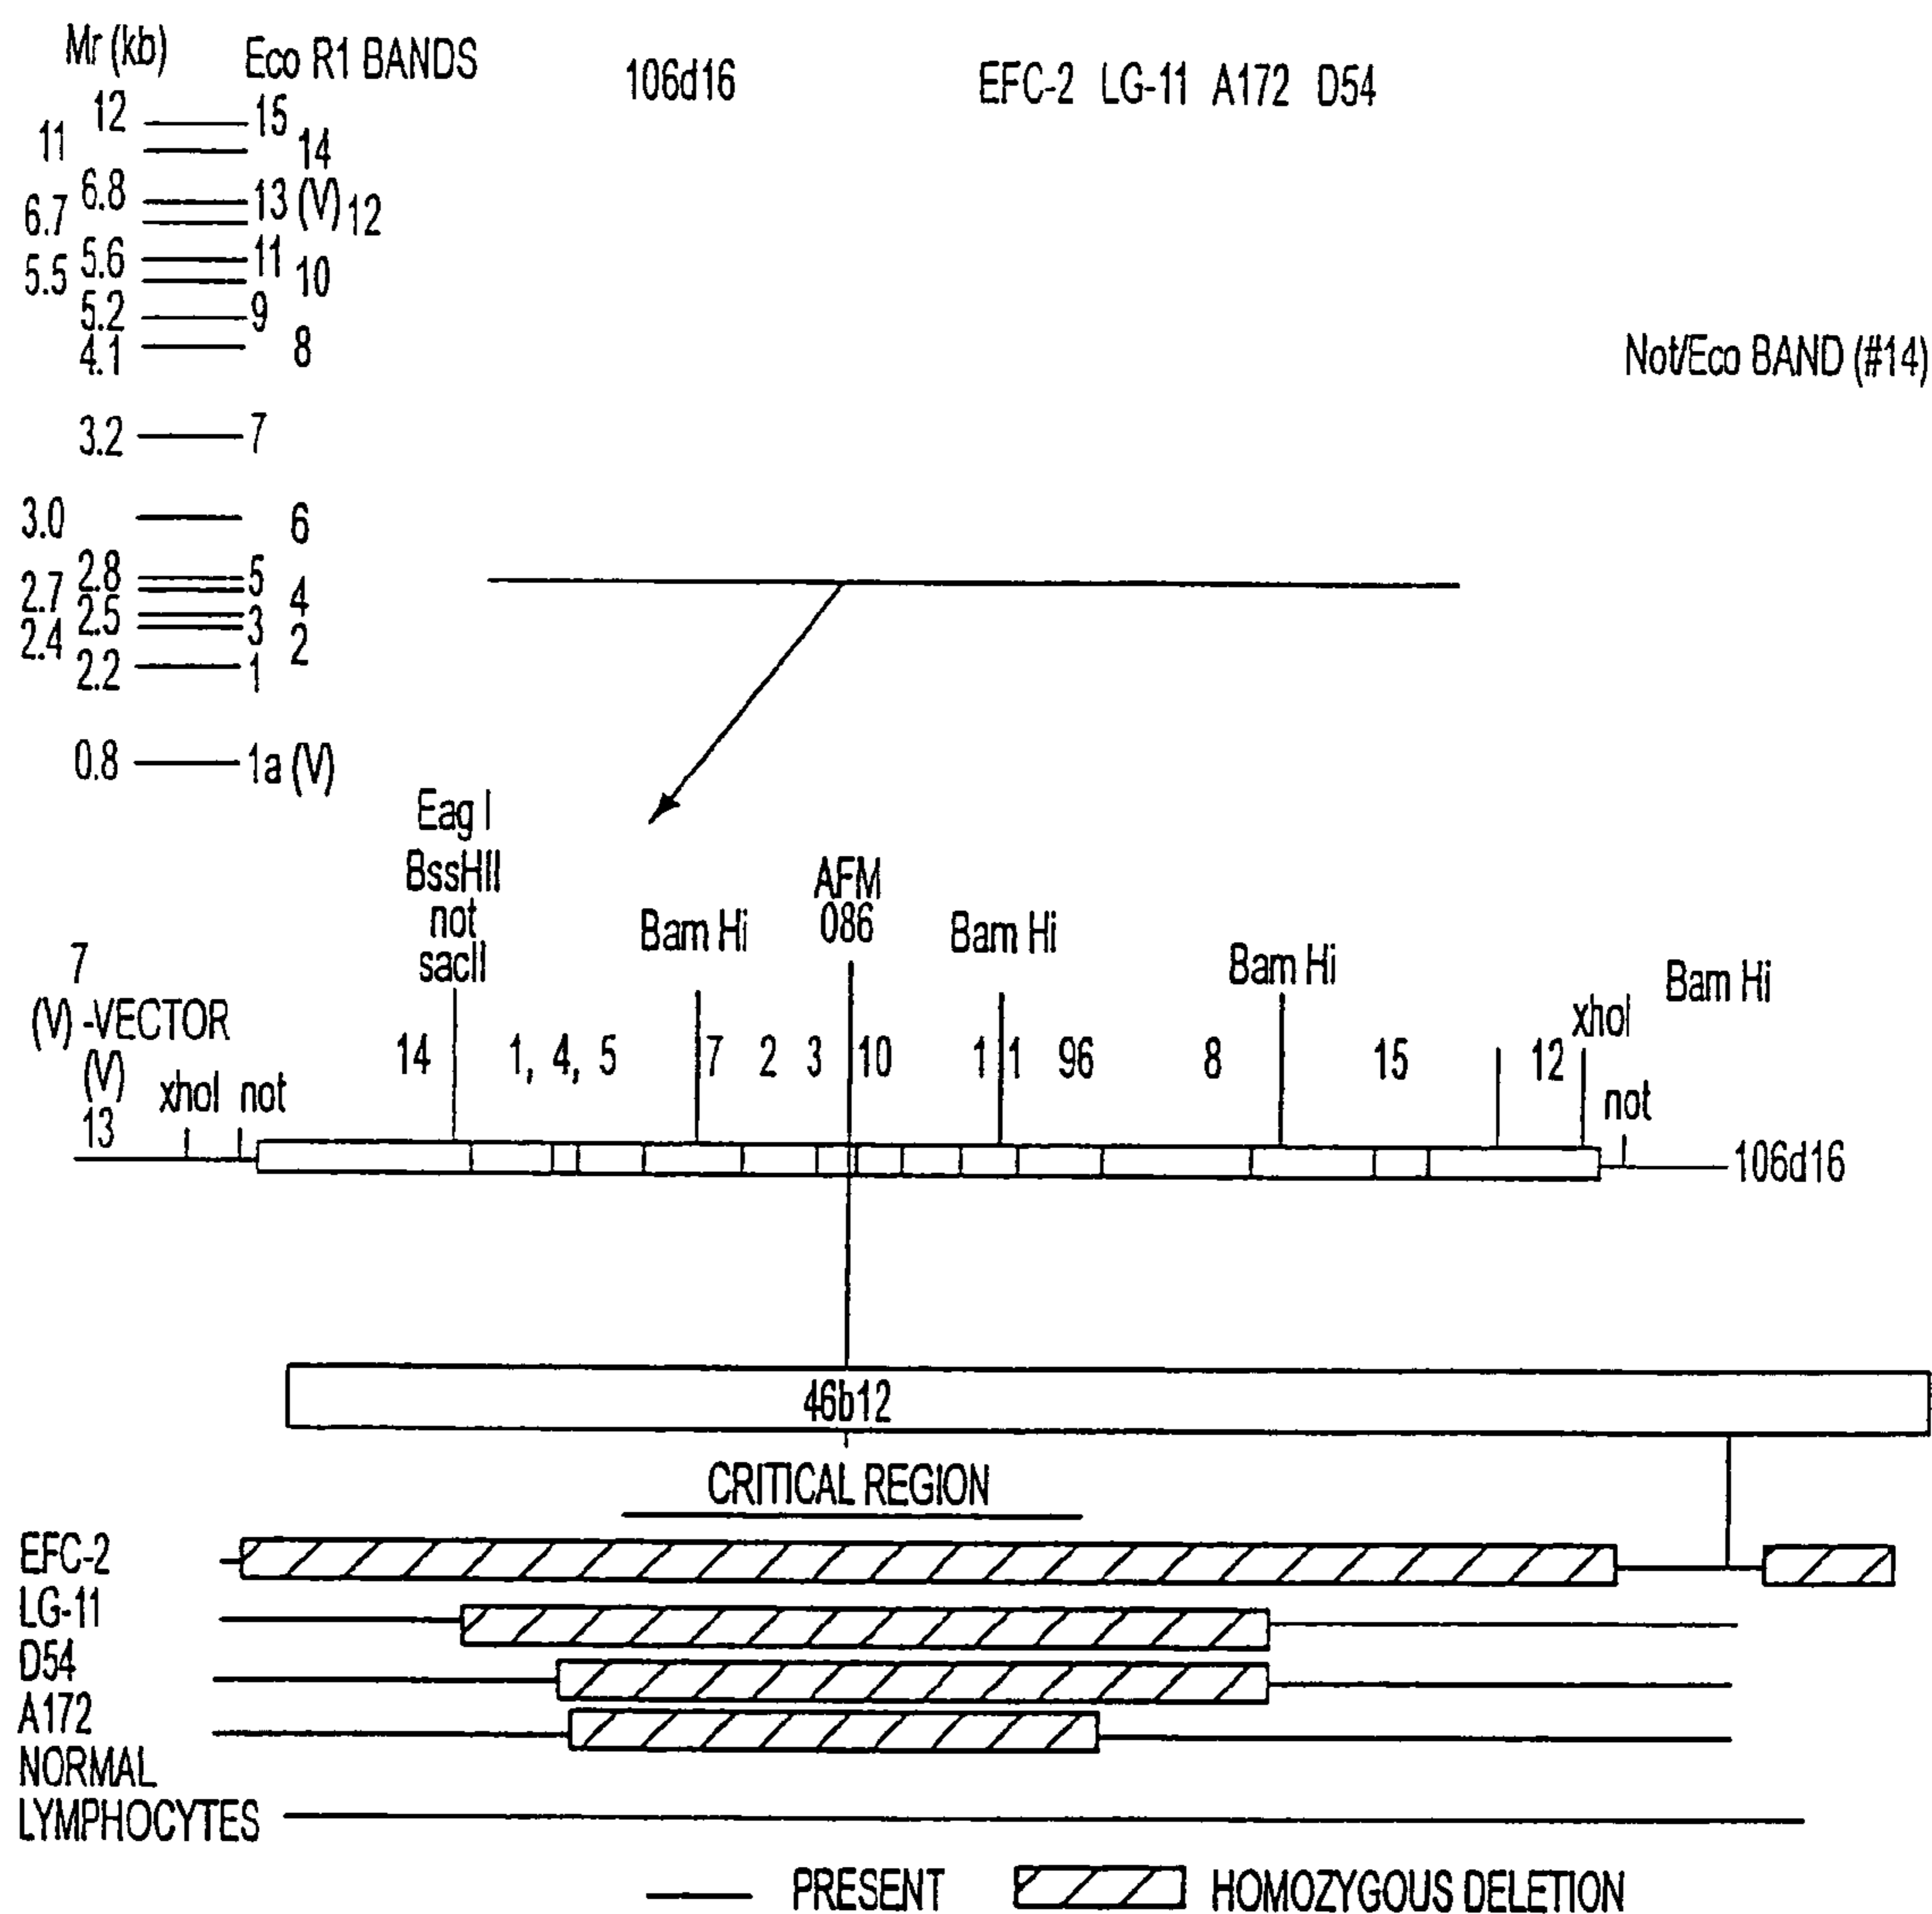 Mr (kb) Eco R1 BANDS 106d16 EFC-2 LG-11 A172 D54
12 15
11 14
6.8 13 (V)
6.7 12
5.6 11
5.5 10
5.2 9
4.1 8
Not/Eco BAND (#14)
3.2 7
3.0 6
2.8 5
2.7 4
2.5 3
2.4 2
2.2 1
0.8 1a (V)
Eag I
BssHII
not
sacII
Bam Hi
AFM
086
Bam Hi
Bam Hi
Bam Hi
7
(V) -VECTOR
(V)
13
xhol not
14 1, 4, 5 7 2 3 10 11 96 8 15 12
xhol
not
106d16
46b12
CRITICAL REGION
EFC-2
LG-11
D54
A172
NORMAL
LYMPHOCYTES
PRESENT HOMOZYGOUS DELETION